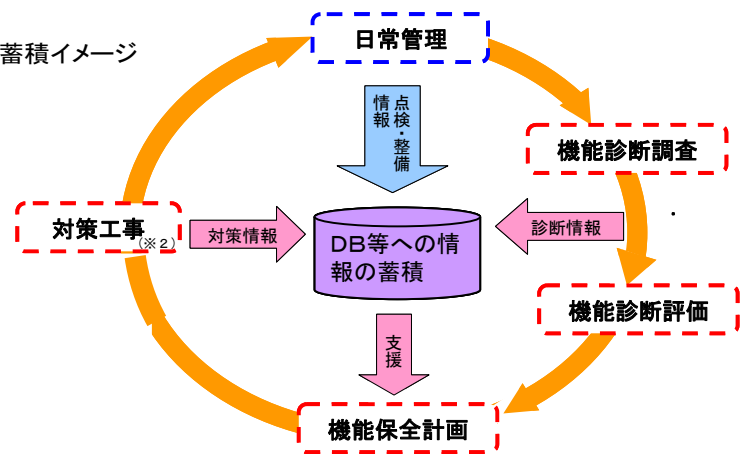 蓄積イメージ
日常管理
点検・整備
情報
機能診断調査
対策工事
(※2)
対策情報
DB等への情
報の蓄積
診断情報
機能診断評価
支援
機能保全計画